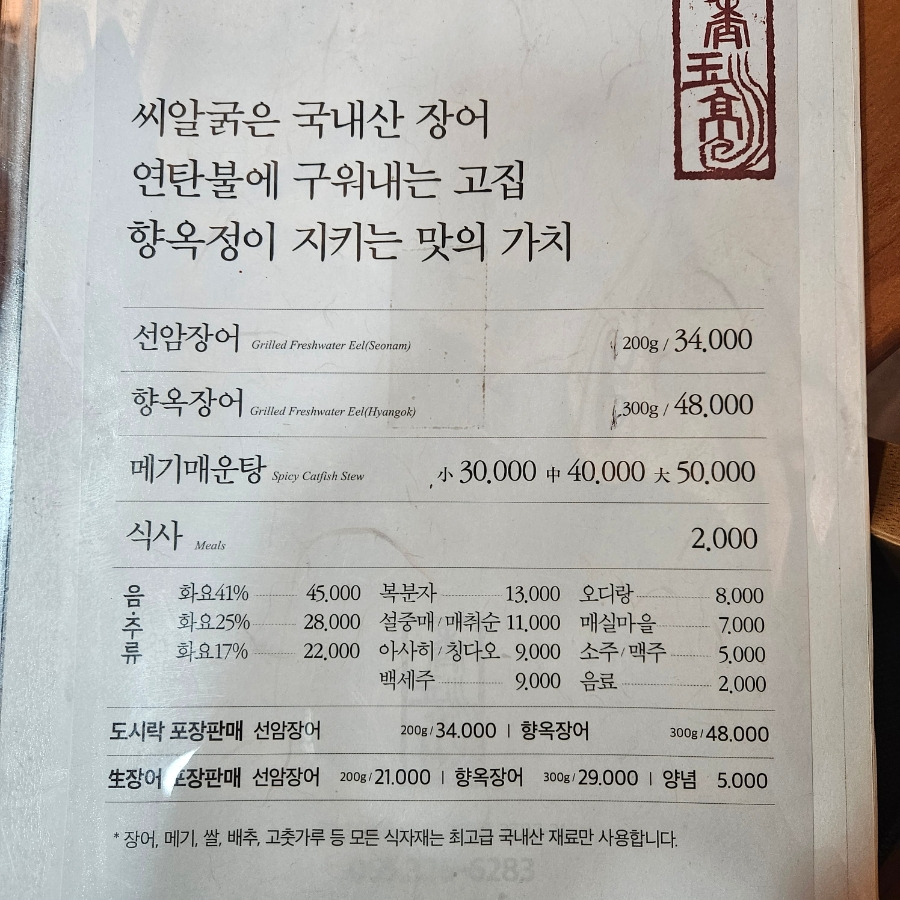 香
玉
亭
씨알굵은 국내산 장어
연탄불에 구워내는 고집
향옥정이 지키는 맛의 가치
선암장어 Grilled Freshwater Eel(Seonam) 200g / 34.000
향옥장어 Grilled Freshwater Eel(Hyangok) 300g / 48.000
메기매운탕 Spicy Catfish Stew 小 30.000 中 40.000 大 50.000
식사 Meals 2.000
음·주류
화요41% 45.000 복분자 13.000 오디랑 8.000
화요25% 28.000 설중매/매취순 11.000 매실마을 7.000
화요17% 22.000 아사히/칭다오 9.000 소주/맥주 5.000
백세주 9.000 음료 2.000
도시락 포장판매 선암장어 200g/34.000 | 향옥장어 300g/48.000
生장어 포장판매 선암장어 200g/21.000 | 향옥장어 300g/29.000 | 양념 5.000
* 장어, 메기, 쌀, 배추, 고춧가루 등 모든 식자재는 최고급 국내산 재료만 사용합니다.